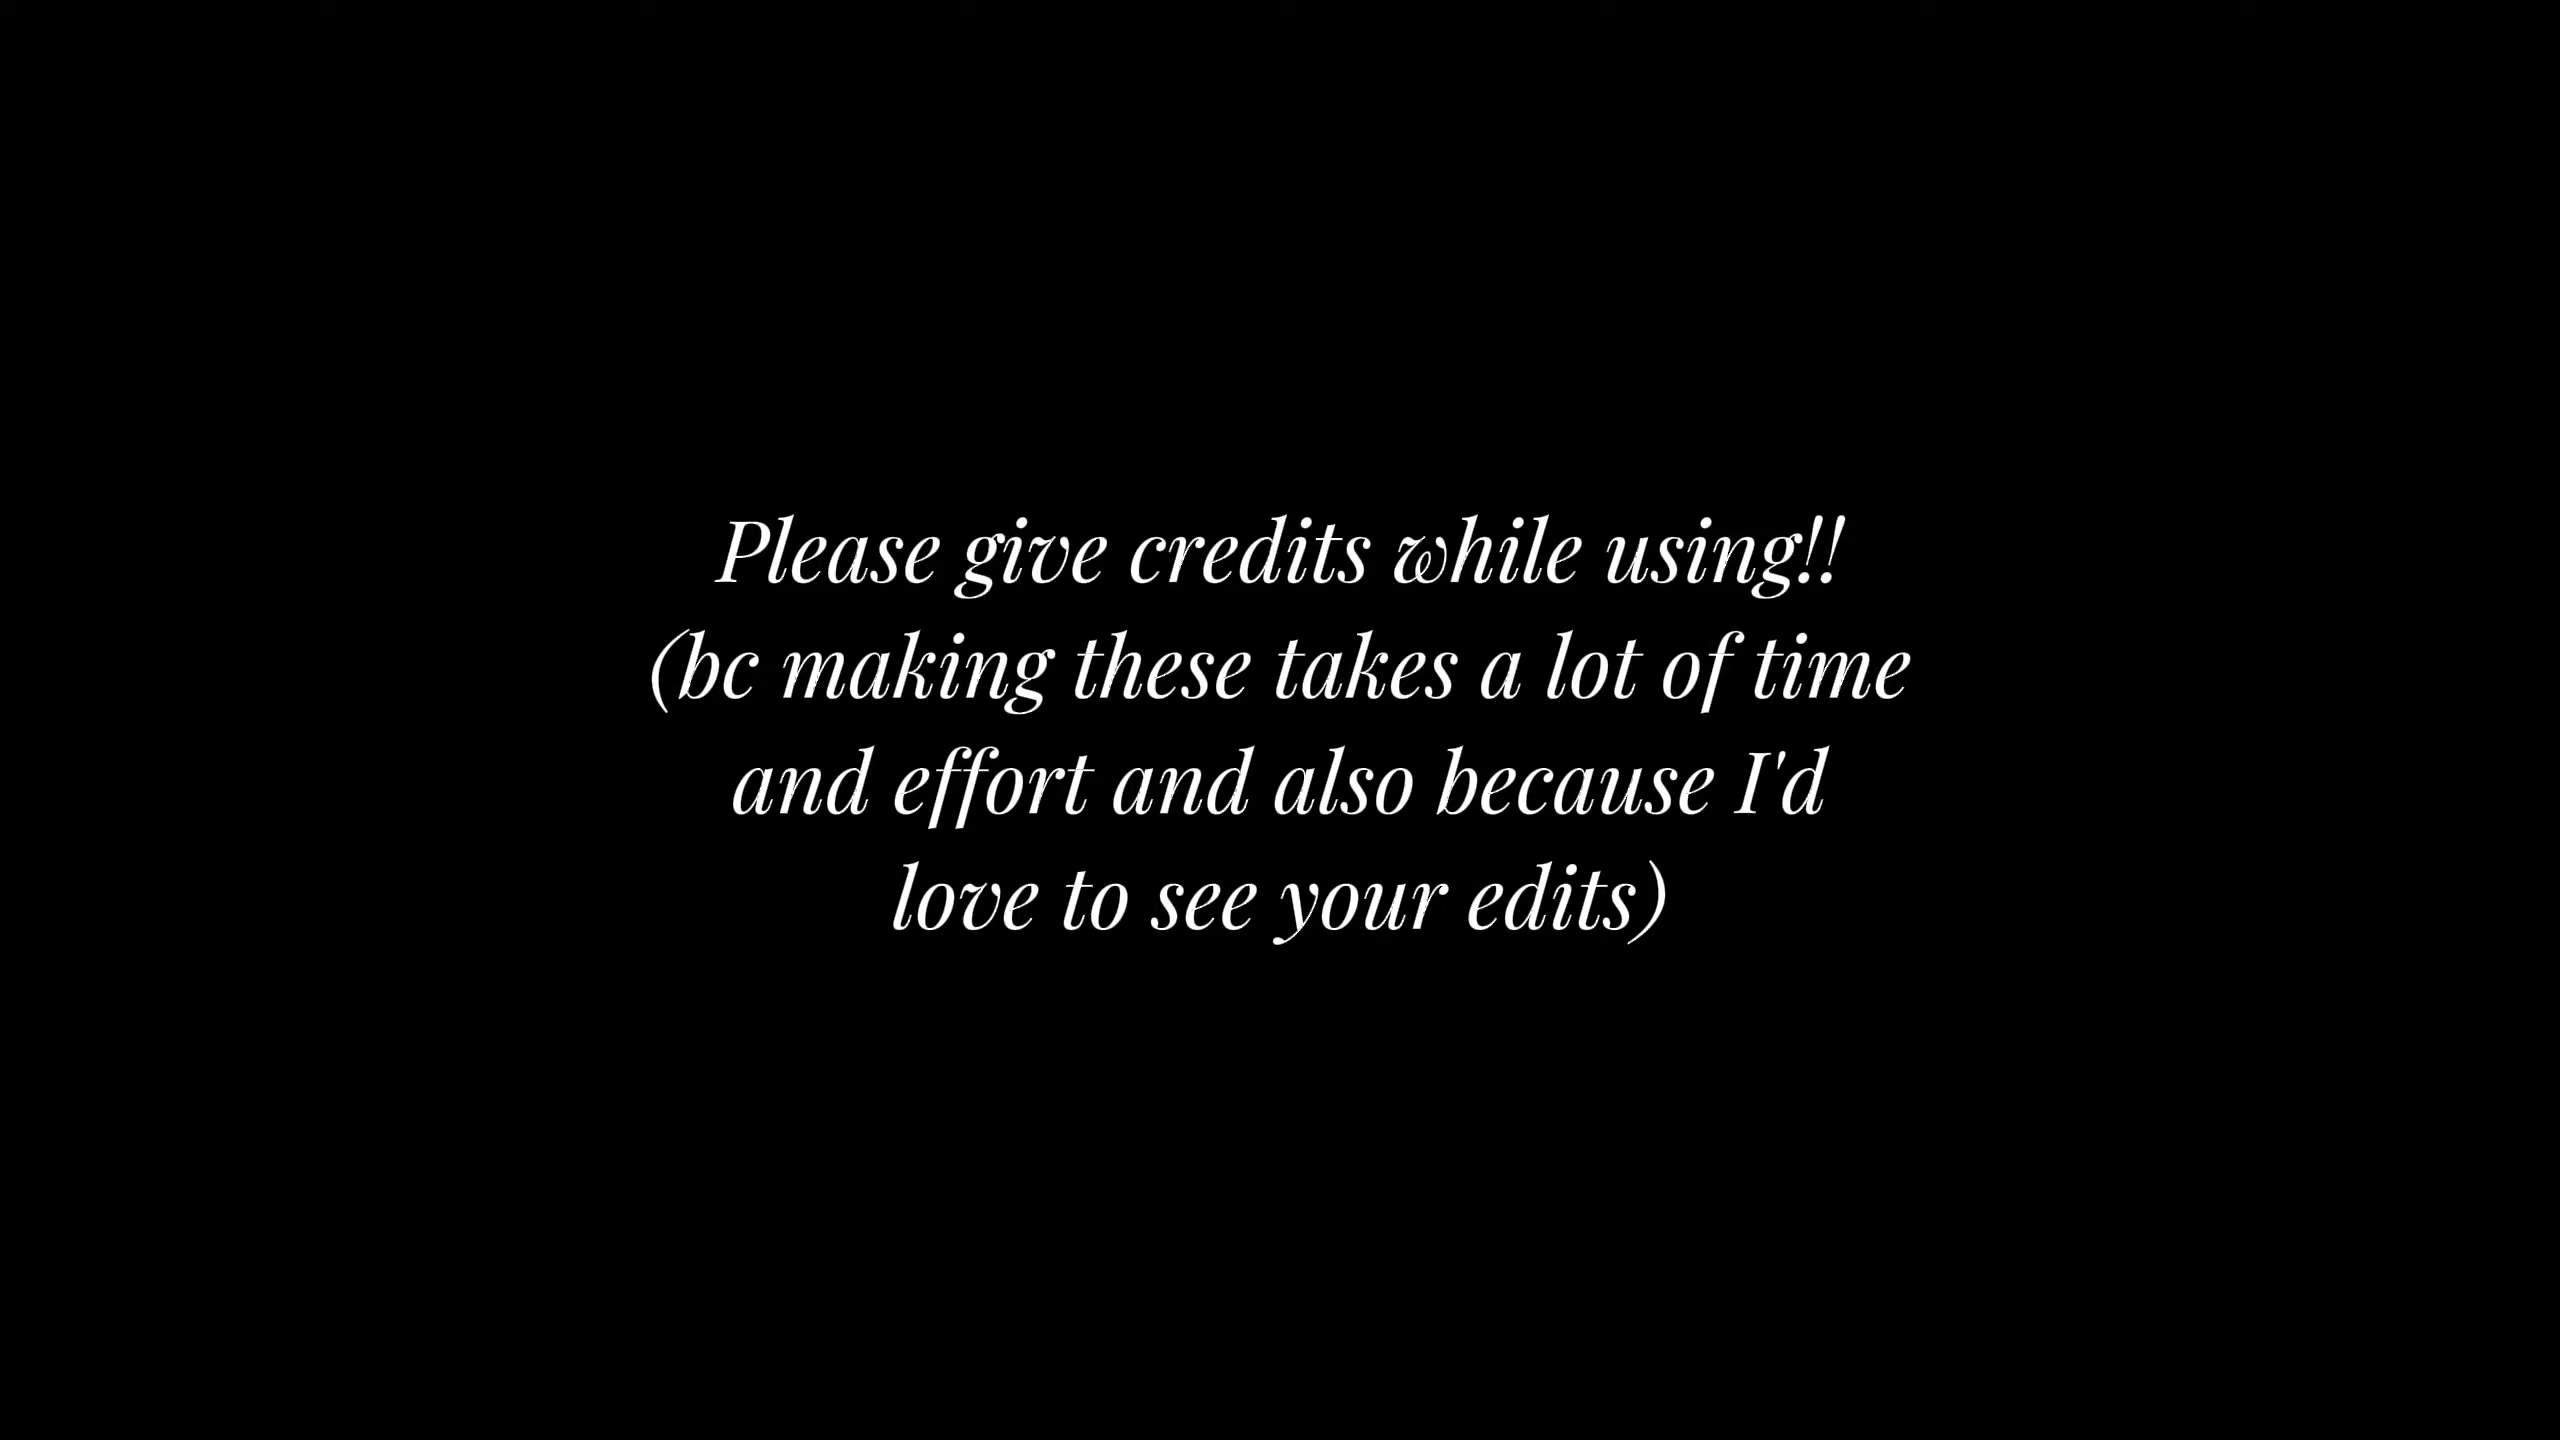 Please give credits while using!!
(bc making these takes a lot of time
and effort and also because I'd
love to see your edits)